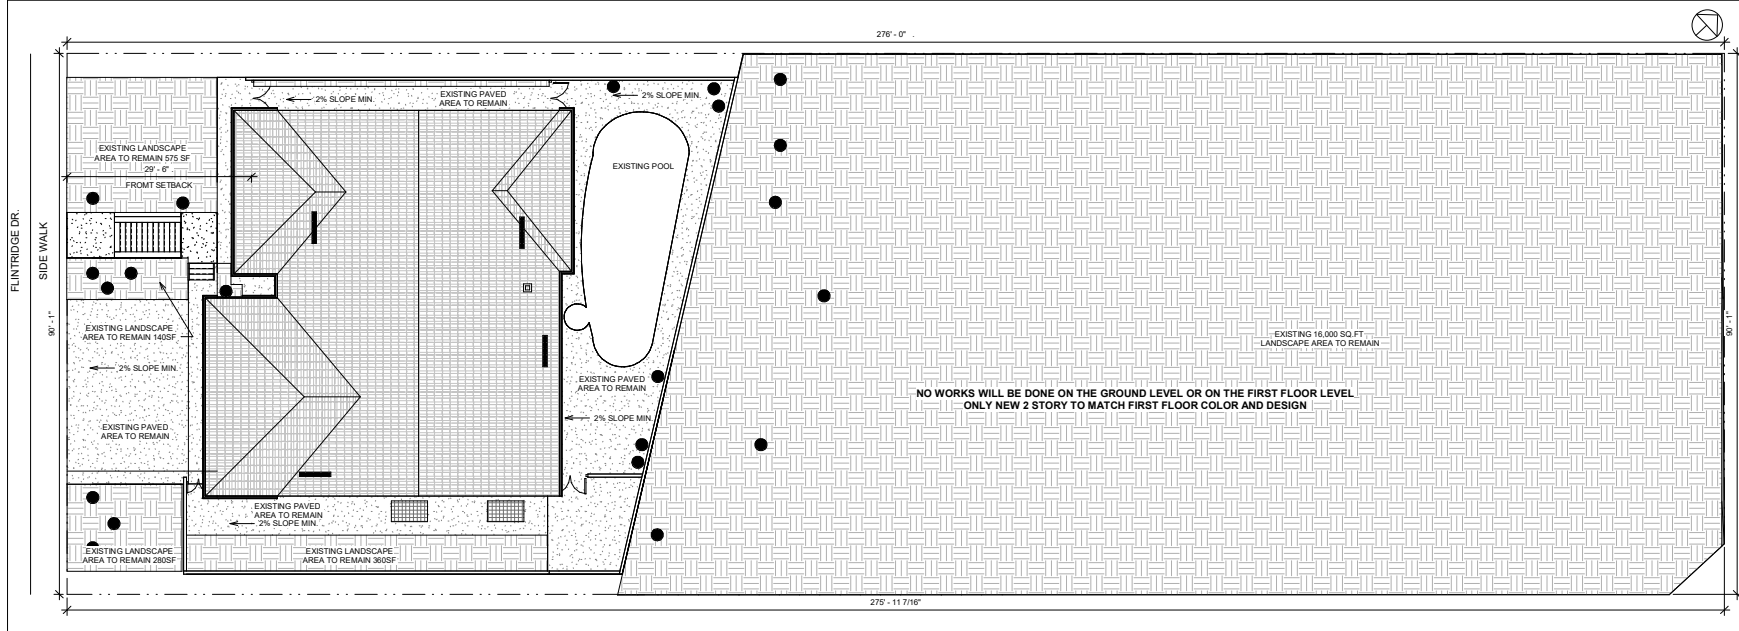 276' - 0"
2% SLOPE MIN.
EXISTING PAVED
AREA TO REMAIN
2% SLOPE MIN.
EXISTING LANDSCAPE
AREA TO REMAIN 575 SF
29' - 6"
FROMT SETBACK
EXISTING POOL
FLINTRIDGE DR.
SIDE WALK
90' - 1"
EXISTING LANDSCAPE
AREA TO REMAIN 140SF
2% SLOPE MIN.
EXISTING PAVED
AREA TO REMAIN
EXISTING PAVED
AREA TO REMAIN
2% SLOPE MIN.
EXISTING 16,000 SQ.FT
LANDSCAPE AREA TO REMAIN
90' - 1"
NO WORKS WILL BE DONE ON THE GROUND LEVEL OR ON THE FIRST FLOOR LEVEL
ONLY NEW 2 STORY TO MATCH FIRST FLOOR COLOR AND DESIGN
EXISTING PAVED
AREA TO REMAIN
2% SLOPE MIN.
EXISTING LANDSCAPE
AREA TO REMAIN 280SF
EXISTING LANDSCAPE
AREA TO REMAIN 360SF
275' - 11 7/16"